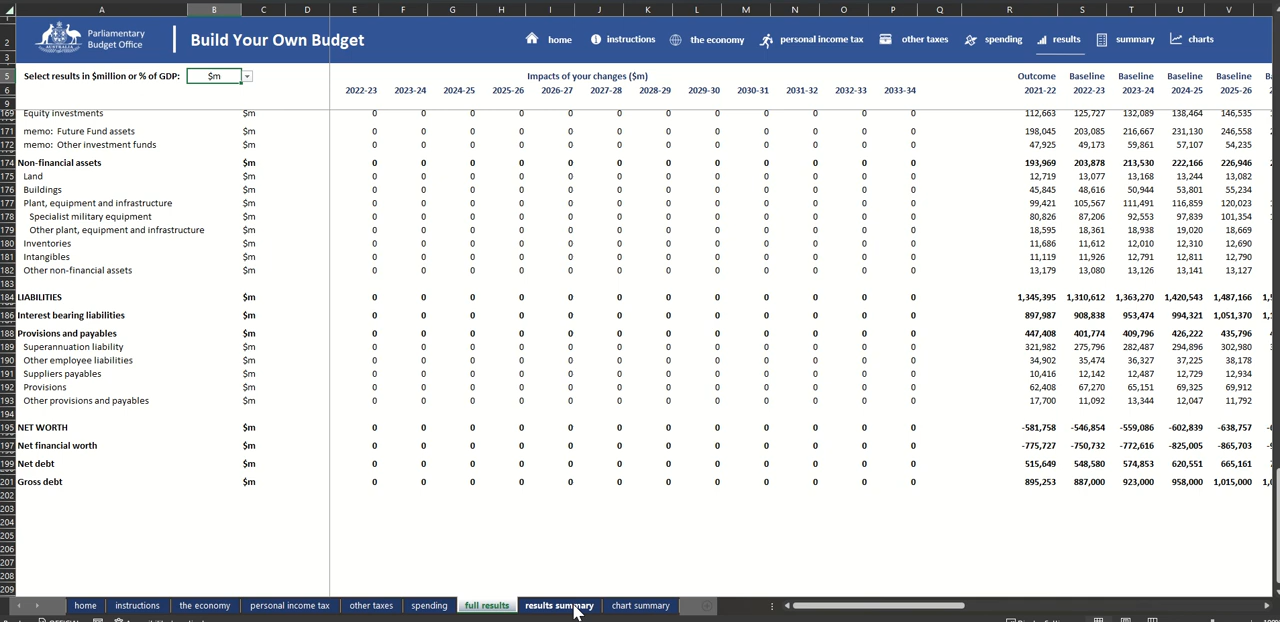 A B C D E F G H I J K L M N O P Q R S T U V
Parliamentary
Budget Office
Build Your Own Budget
home instructions the economy personal income tax other taxes spending results summary charts
Select results in $million or % of GDP: $m Impacts of your changes ($m) Outcome Baseline Baseline Baseline Baseline
2022-23 2023-24 2024-25 2025-26 2026-27 2027-28 2028-29 2029-30 2030-31 2031-32 2032-33 2033-34 2021-22 2022-23 2023-24 2024-25 2025-26
169 Equity investments $m 0 0 0 0 0 0 0 0 0 0 0 0 112,663 125,727 132,089 138,464 146,535
171 memo: Future Fund assets $m 0 0 0 0 0 0 0 0 0 0 0 0 198,045 203,085 216,667 231,130 246,558
172 memo: Other investment funds $m 0 0 0 0 0 0 0 0 0 0 0 0 47,925 49,173 59,861 57,107 54,235
174 Non-financial assets $m 0 0 0 0 0 0 0 0 0 0 0 0 193,969 203,878 213,530 222,166 226,946
175 Land $m 0 0 0 0 0 0 0 0 0 0 0 0 12,719 13,077 13,168 13,244 13,082
176 Buildings $m 0 0 0 0 0 0 0 0 0 0 0 0 45,845 48,616 50,944 53,801 55,234
177 Plant, equipment and infrastructure $m 0 0 0 0 0 0 0 0 0 0 0 0 99,421 105,567 111,491 116,859 120,023
178 Specialist military equipment $m 0 0 0 0 0 0 0 0 0 0 0 0 80,826 87,206 92,553 97,839 101,354
179 Other plant, equipment and infrastructure $m 0 0 0 0 0 0 0 0 0 0 0 0 18,595 18,361 18,938 19,020 18,669
180 Inventories $m 0 0 0 0 0 0 0 0 0 0 0 0 11,686 11,612 12,010 12,310 12,690
181 Intangibles $m 0 0 0 0 0 0 0 0 0 0 0 0 11,119 11,926 12,791 12,811 12,790
182 Other non-financial assets $m 0 0 0 0 0 0 0 0 0 0 0 0 13,179 13,080 13,126 13,141 13,127
183
184 LIABILITIES $m 0 0 0 0 0 0 0 0 0 0 0 0 1,345,395 1,310,612 1,363,270 1,420,543 1,487,166
186 Interest bearing liabilities $m 0 0 0 0 0 0 0 0 0 0 0 0 897,987 908,838 953,474 994,321 1,051,370
188 Provisions and payables $m 0 0 0 0 0 0 0 0 0 0 0 0 447,408 401,774 409,796 426,222 435,796
189 Superannuation liability $m 0 0 0 0 0 0 0 0 0 0 0 0 321,982 275,796 282,487 294,896 302,980
190 Other employee liabilities $m 0 0 0 0 0 0 0 0 0 0 0 0 34,902 35,474 36,327 37,225 38,178
191 Suppliers payables $m 0 0 0 0 0 0 0 0 0 0 0 0 10,416 12,142 12,487 12,729 12,934
192 Provisions $m 0 0 0 0 0 0 0 0 0 0 0 0 62,408 67,270 65,151 69,325 69,912
193 Other provisions and payables $m 0 0 0 0 0 0 0 0 0 0 0 0 17,700 11,092 13,344 12,047 11,792
194
195 NET WORTH $m 0 0 0 0 0 0 0 0 0 0 0 0 -581,758 -546,854 -559,086 -602,839 -638,757
197 Net financial worth $m 0 0 0 0 0 0 0 0 0 0 0 0 -775,727 -750,732 -772,616 -825,005 -865,703
199 Net debt $m 0 0 0 0 0 0 0 0 0 0 0 0 515,649 548,580 574,853 620,551 665,161
201 Gross debt $m 0 0 0 0 0 0 0 0 0 0 0 0 895,253 887,000 923,000 958,000 1,015,000
202
203
204
205
206
207
208
209
home instructions the economy personal income tax other taxes spending full results results summary chart summary